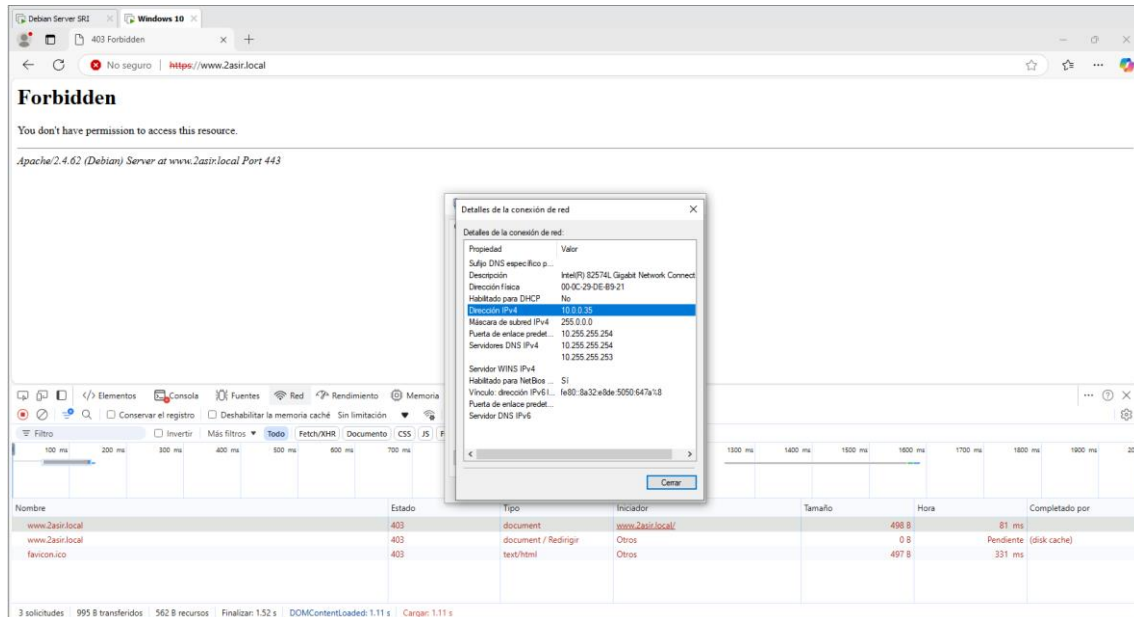 Debian Server SRI
Windows 10
403 Forbidden
No seguro
https://www.2asir.local
Forbidden
You don't have permission to access this resource.
Apache/2.4.62 (Debian) Server at www.2asir.local Port 443
Detalles de la conexión de red
Detalles de la conexión de red:
Propiedad Valor
Sufijo DNS específico p...
Descripción Intel(R) 82574L Gigabit Network Connect
Dirección física 00-0C-29-DE-B9-21
Habilitado para DHCP No
Dirección IPv4 10.0.0.35
Máscara de subred IPv4 255.0.0.0
Puerta de enlace predet... 10.255.255.254
Servidores DNS IPv4 10.255.255.254
10.255.255.253
Servidor WINS IPv4
Habilitado para NetBios ... Sí
Vínculo: dirección IPv6 l... fe80::8a32:e8de:5050:647a%8
Puerta de enlace predet...
Servidor DNS IPv6
Cerrar
Elementos Consola Fuentes Red Rendimiento Memoria
Conservar el registro Deshabilitar la memoria caché Sin limitación
Filtro Invertir Más filtros Todo Fetch/XHR Documento CSS JS
100 ms 200 ms 300 ms 400 ms 500 ms 600 ms 700 ms 1300 ms 1400 ms 1500 ms 1600 ms 1700 ms 1800 ms 1900 ms
Nombre Estado Tipo Iniciador Tamaño Hora Completado por
www.2asir.local 403 document www.2asir.local/ 498 B 81 ms
www.2asir.local 403 document / Redirigir Otros 0 B Pendiente (disk cache)
favicon.ico 403 text/html Otros 497 B 331 ms
3 solicitudes 995 B transferidos 562 B recursos Finalizar: 1.52 s DOMContentLoaded: 1.11 s Cargar: 1.11 s